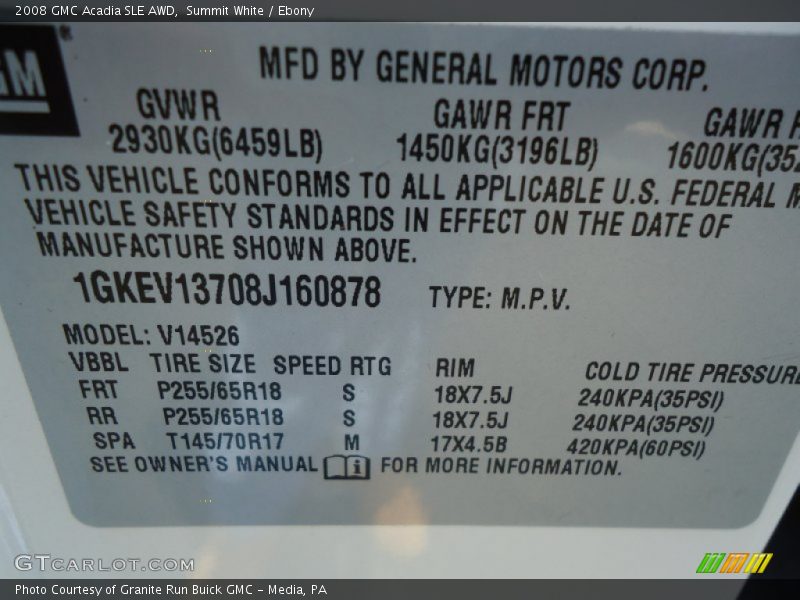 2008 GMC Acadia SLE AWD, Summit White / Ebony
GM
MFD BY GENERAL MOTORS CORP.
GVWR GAWR FRT GAWR
2930KG(6459LB) 1450KG(3196LB) 1600KG(352
THIS VEHICLE CONFORMS TO ALL APPLICABLE U.S. FEDERAL
VEHICLE SAFETY STANDARDS IN EFFECT ON THE DATE OF
MANUFACTURE SHOWN ABOVE.
1GKEV13708J160878 TYPE: M.P.V.
MODEL: V14526
VBBL TIRE SIZE SPEED RTG RIM COLD TIRE PRESSURE
FRT P255/65R18 S 18X7.5J 240KPA(35PSI)
RR P255/65R18 S 18X7.5J 240KPA(35PSI)
SPA T145/70R17 M 17X4.5B 420KPA(60PSI)
SEE OWNER'S MANUAL FOR MORE INFORMATION.
GTCARLOT.COM
Photo Courtesy of Granite Run Buick GMC - Media, PA